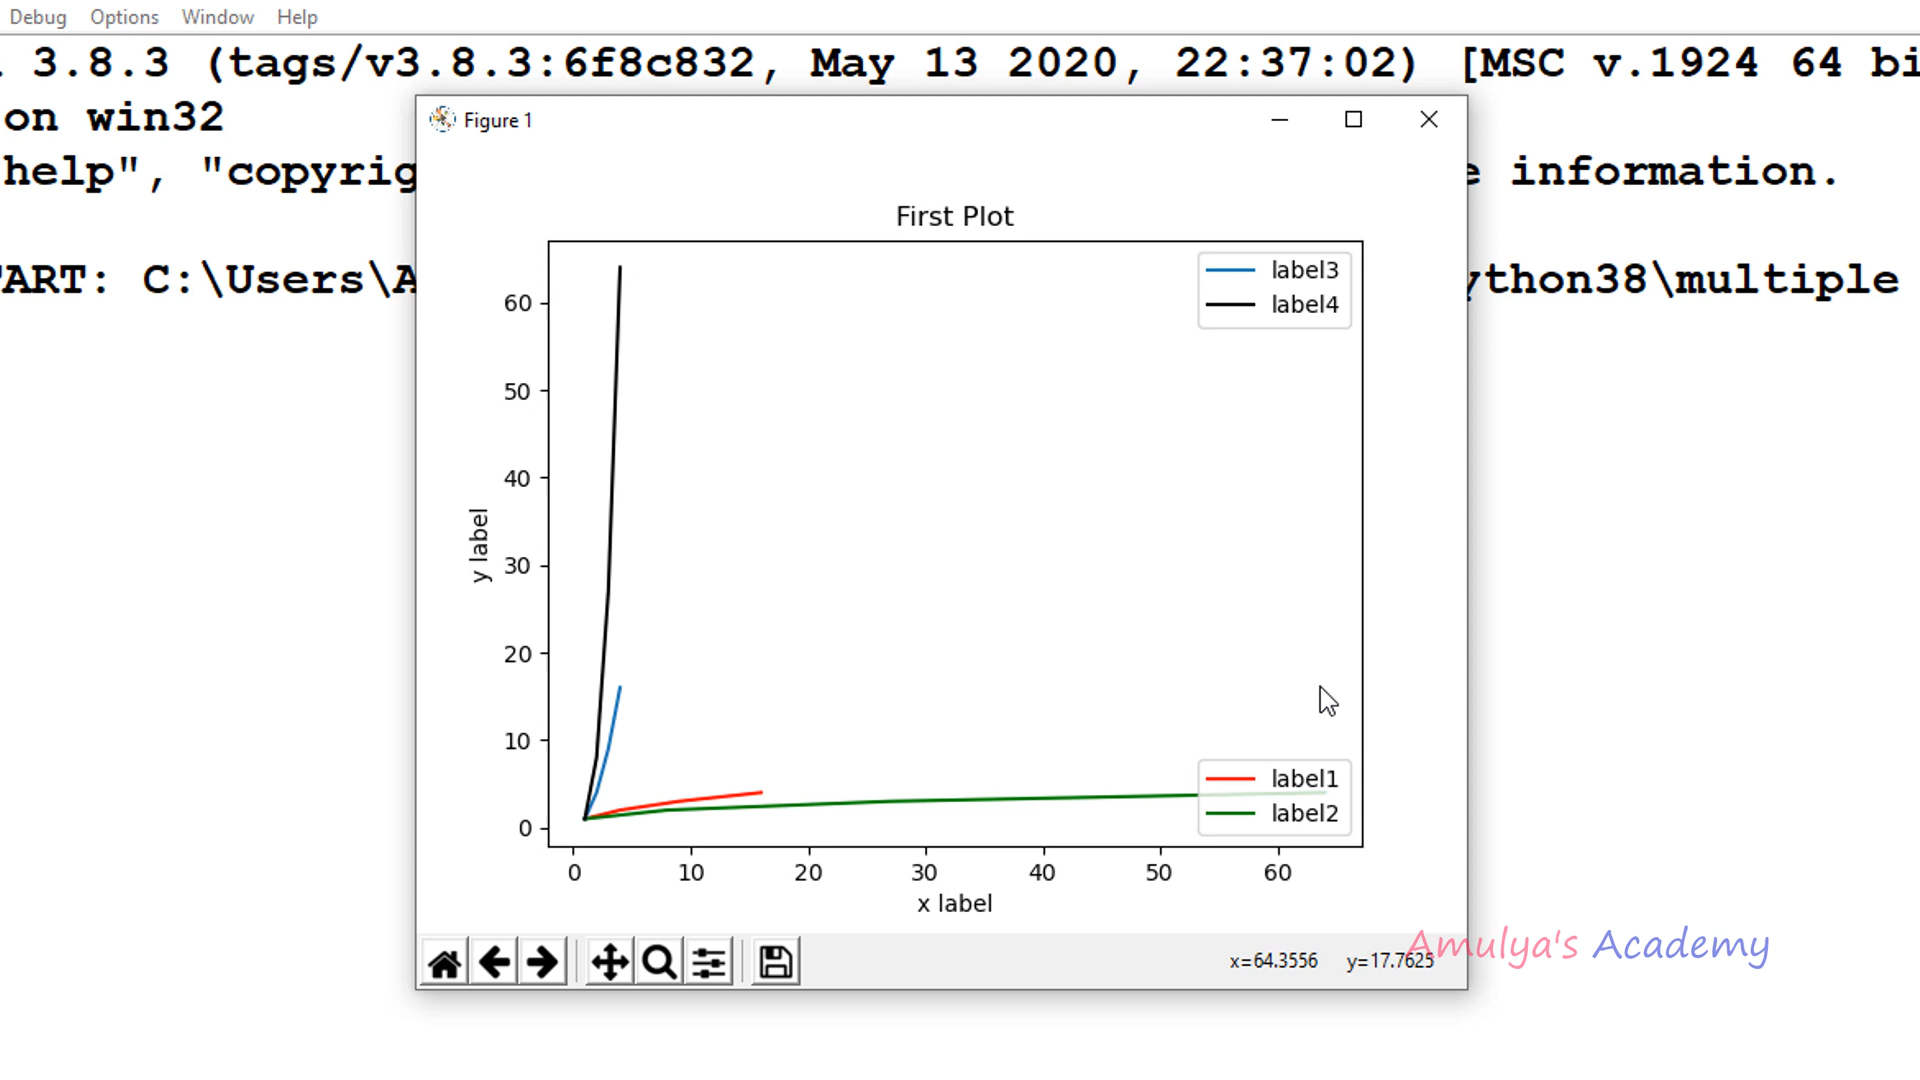 Debug Options Window Help
3.8.3 (tags/v3.8.3:6f8c832, May 13 2020, 22:37:02) [MSC v.1924 64 bi
on win32
Figure 1
help", "copyrig
e information.
First Plot
TART: C:\Users\A
ython38\multiple
label3
label4
60
50
40
30
20
10
0
y label
label1
label2
0 10 20 30 40 50 60
x label
x=64.3556 y=17.7625
Amulya's Academy